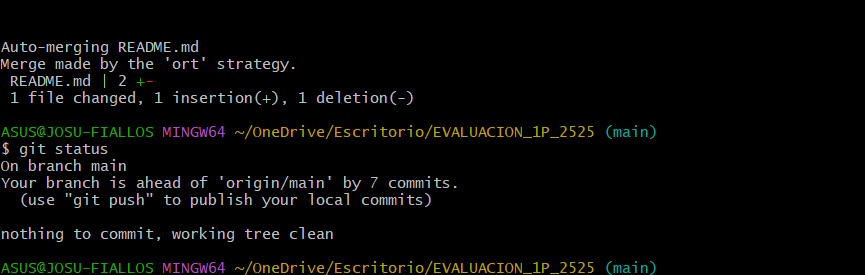 Auto-merging README.md
Merge made by the 'ort' strategy.
 README.md | 2 +-
 1 file changed, 1 insertion(+), 1 deletion(-)

ASUS@JOSU-FIALLOS MINGW64 ~/OneDrive/Escritorio/EVALUACION_1P_2525 (main)
$ git status
On branch main
Your branch is ahead of 'origin/main' by 7 commits.
  (use "git push" to publish your local commits)

nothing to commit, working tree clean

ASUS@JOSU-FIALLOS MINGW64 ~/OneDrive/Escritorio/EVALUACION_1P_2525 (main)